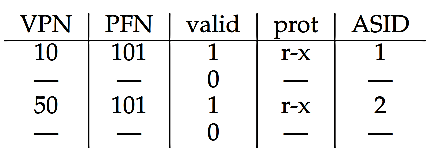 VPN PFN valid prot ASID
10 101 1 r-x 1
— — 0 — —
50 101 1 r-x 2
— — 0 — —